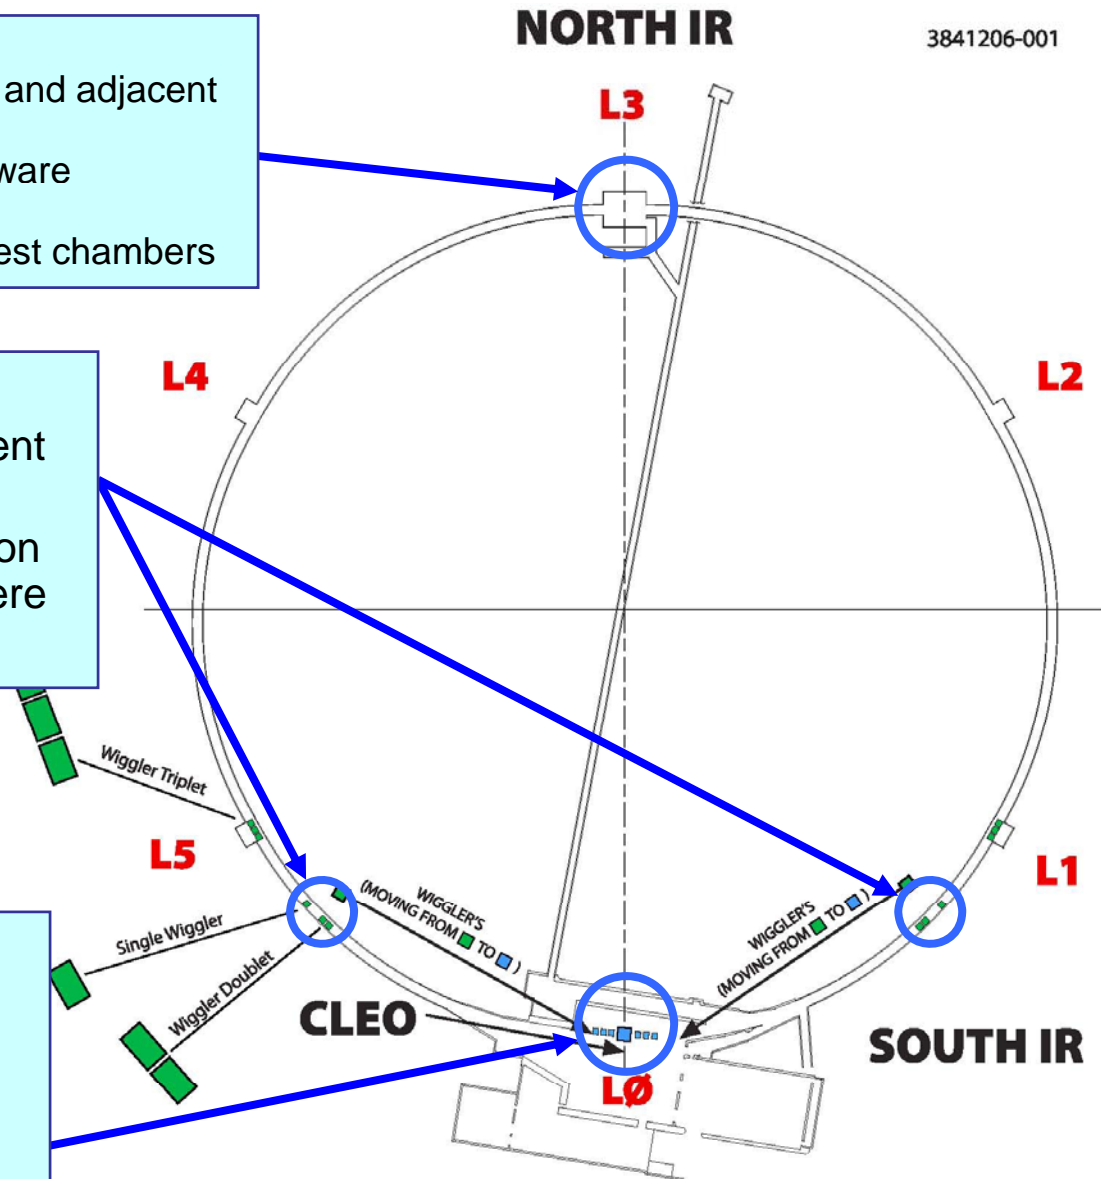 NORTH IR
3841206-001
and adjacent
ware
est chambers
L3
L4
L2
ent
on
ere
Wiggler Triplet
L5
L1
WIGGLER'S
(MOVING FROM TO )
WIGGLER'S
(MOVING FROM TO )
Single Wiggler
Wiggler Doublet
CLEO
SOUTH IR
LØ